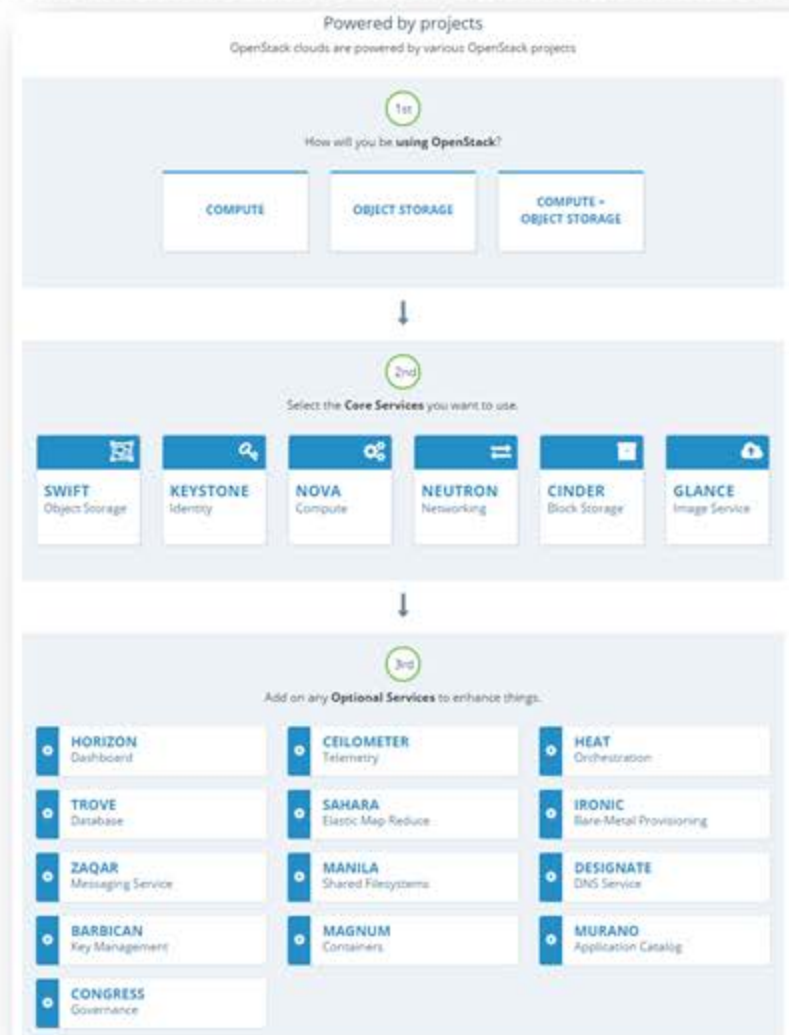 Powered by projects
OpenStack clouds are powered by various OpenStack projects
1st
How will you be using OpenStack?
COMPUTE
OBJECT STORAGE
COMPUTE +
OBJECT STORAGE
2nd
Select the Core Services you want to use.
SWIFT
Object Storage
KEYSTONE
Identity
NOVA
Compute
NEUTRON
Networking
CINDER
Block Storage
GLANCE
Image Service
3rd
Add on any Optional Services to enhance things.
HORIZON
Dashboard
CEILOMETER
Telemetry
HEAT
Orchestration
TROVE
Database
SAHARA
Elastic Map Reduce
IRONIC
Bare-Metal Provisioning
ZAQAR
Messaging Service
MANILA
Shared Filesystems
DESIGNATE
DNS Service
BARBICAN
Key Management
MAGNUM
Containers
MURANO
Application Catalog
CONGRESS
Governance